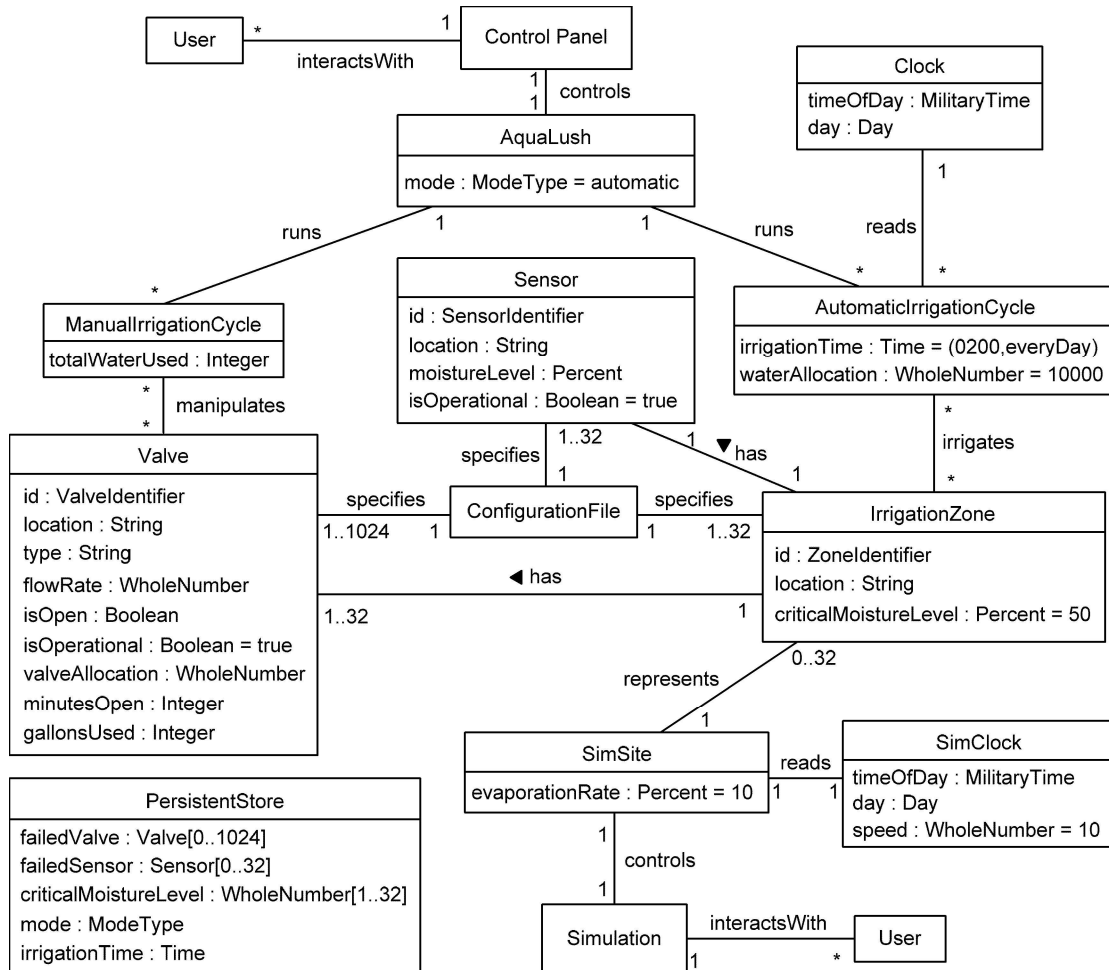 User
*
1
interactsWith
Control Panel
1
controls
1
AquaLush
mode : ModeType = automatic
Clock
timeOfDay : MilitaryTime
day : Day
1
reads
*
1
runs
*
1
runs
*
ManualIrrigationCycle
totalWaterUsed : Integer
*
manipulates
*
Sensor
id : SensorIdentifier
location : String
moistureLevel : Percent
isOperational : Boolean = true
AutomaticIrrigationCycle
irrigationTime : Time = (0200,everyDay)
waterAllocation : WholeNumber = 10000
*
irrigates
*
1..32
specifies
1
1
▼ has
1
Valve
id : ValveIdentifier
location : String
type : String
flowRate : WholeNumber
isOpen : Boolean
isOperational : Boolean = true
valveAllocation : WholeNumber
minutesOpen : Integer
gallonsUsed : Integer
specifies
1..1024
1
ConfigurationFile
specifies
1
1..32
IrrigationZone
id : ZoneIdentifier
location : String
criticalMoistureLevel : Percent = 50
◀ has
1..32
1
0..32
represents
1
SimSite
evaporationRate : Percent = 10
reads
1
1
SimClock
timeOfDay : MilitaryTime
day : Day
speed : WholeNumber = 10
PersistentStore
failedValve : Valve[0..1024]
failedSensor : Sensor[0..32]
criticalMoistureLevel : WholeNumber[1..32]
mode : ModeType
irrigationTime : Time
1
controls
1
Simulation
interactsWith
1
*
User